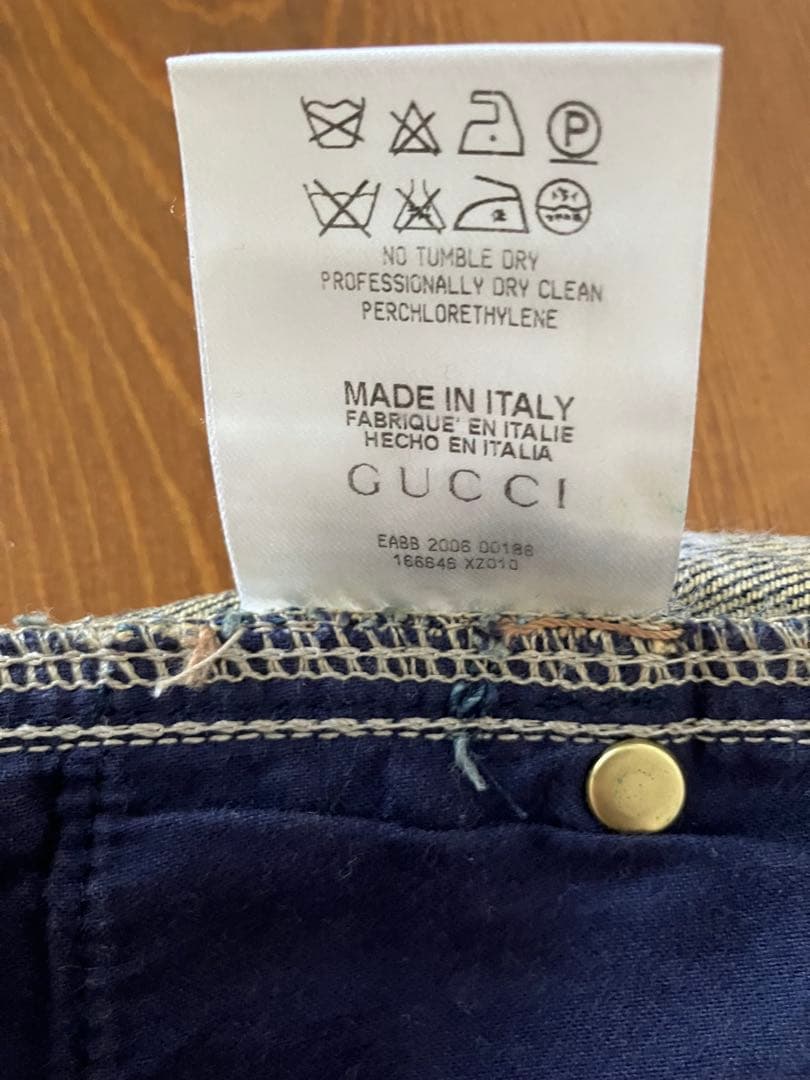 P
NO TUMBLE DRY
PROFESSIONALLY DRY CLEAN
PERCHLORETHYLENE
MADE IN ITALY
FABRIQUE' EN ITALIE
HECHO EN ITALIA
GUCCI
EABB 2006 00188
166646 XZ010